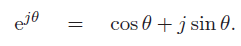 e^{jθ} = cos θ + j sin θ.